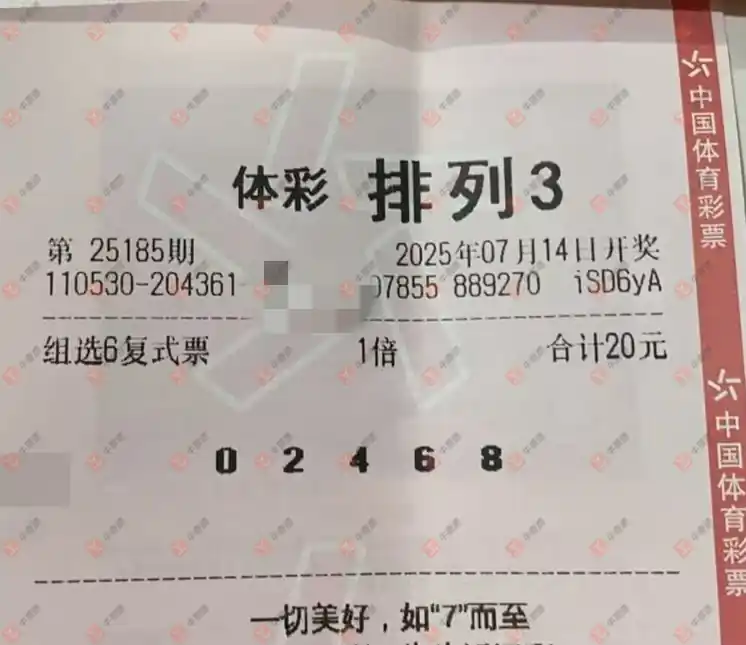 体彩 排列3
第 25185期 2025年07月14日开奖
110530-204361 07855 889270 iSD6yA
组选6复式票 1倍 合计20元
0 2 4 6 8
一切美好，如“7”而至
中国体育彩票
中国体育彩票